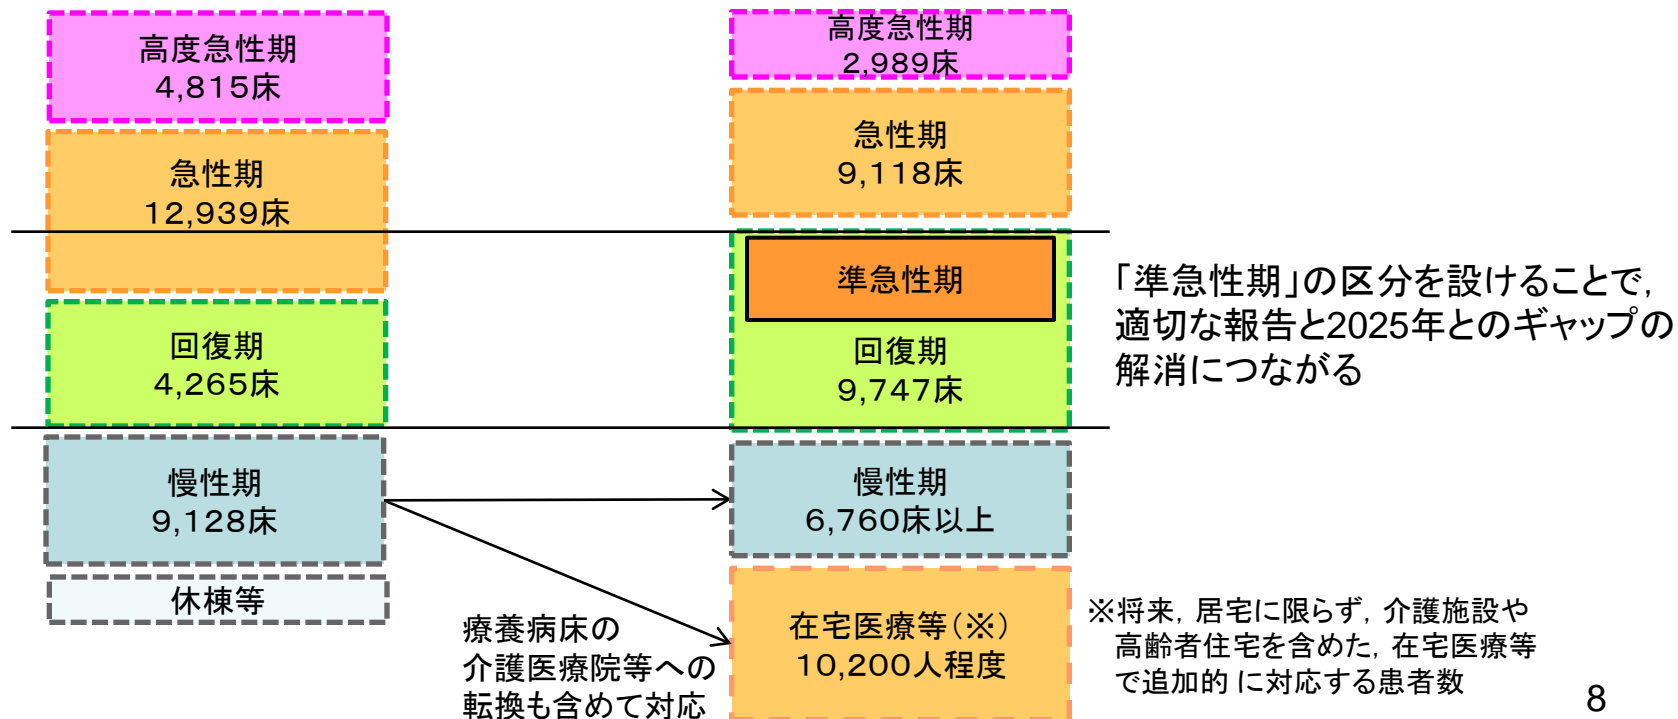 高度急性期
4,815床
急性期
12,939床
回復期
4,265床
慢性期
9,128床
休棟等
療養病床の
介護医療院等への
転換も含めて対応
高度急性期
2,989床
急性期
9,118床
準急性期
回復期
9,747床
慢性期
6,760床以上
在宅医療等(※)
10,200人程度
「準急性期」の区分を設けることで,
適切な報告と2025年とのギャップの
解消につながる
※将来, 居宅に限らず, 介護施設や
高齢者住宅を含めた, 在宅医療等
で追加的 に対応する患者数
8